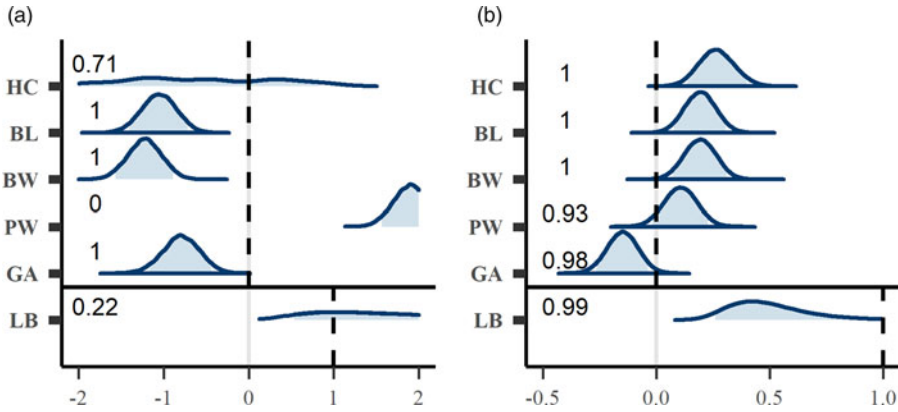 (a)
HC 0.71
BL 1
BW 1
PW 0
GA 1
LB 0.22
-2 -1 0 1 2
(b)
HC 1
BL 1
BW 1
PW 0.93
GA 0.98
LB 0.99
-0.5 0.0 0.5 1.0